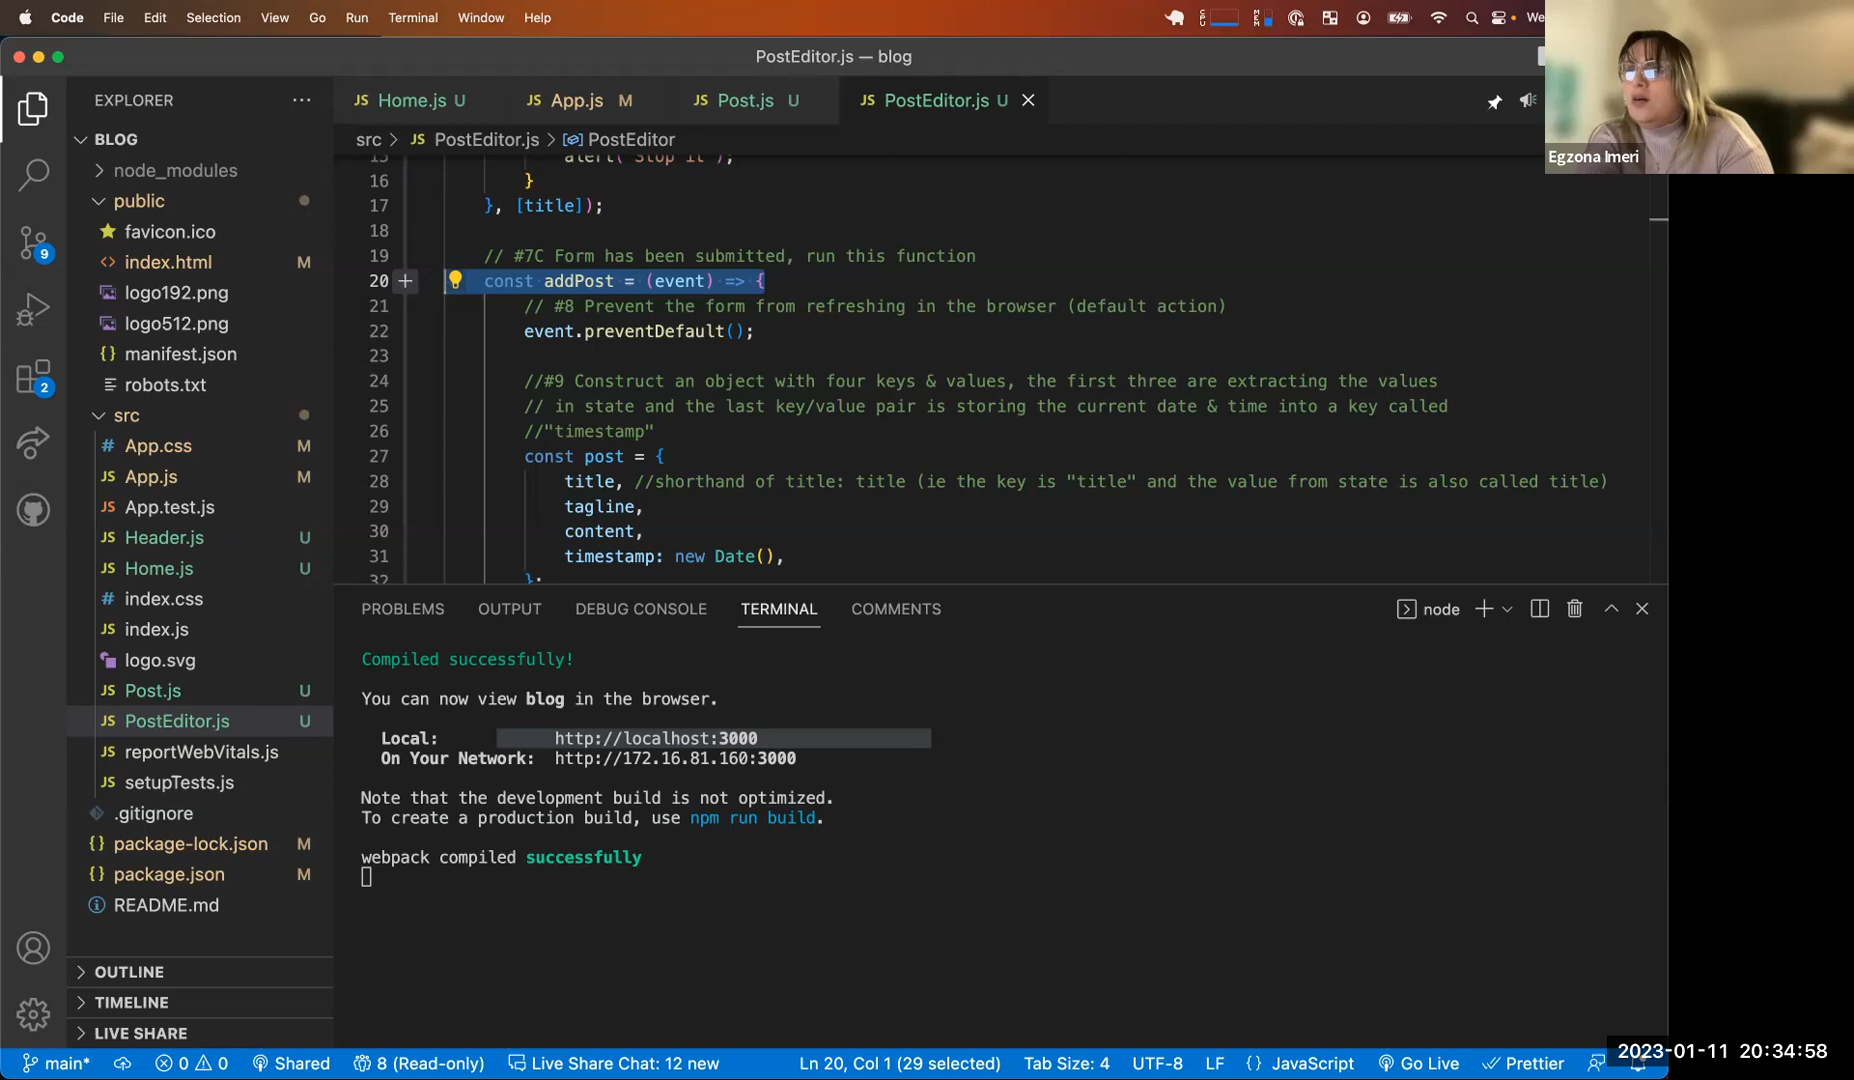 Code File Edit Selection View Go Run Terminal Window Help
CPU MEM We
PostEditor.js — blog
Egzona Imeri
EXPLORER
Home.js U
App.js M
Post.js U
PostEditor.js U
src > PostEditor.js > PostEditor
BLOG
node_modules
public
favicon.ico
index.html M
logo192.png
logo512.png
manifest.json
robots.txt
src
App.css M
App.js M
App.test.js
Header.js U
Home.js U
index.css
index.js
logo.svg
Post.js U
PostEditor.js U
reportWebVitals.js
setupTests.js
.gitignore
package-lock.json M
package.json M
README.md
OUTLINE
TIMELINE
LIVE SHARE
9
2
15 alert("Stop it");
16 }
17 }, [title]);
18
19 // #7C Form has been submitted, run this function
20 const addPost = (event) => {
21 // #8 Prevent the form from refreshing in the browser (default action)
22 event.preventDefault();
23
24 //#9 Construct an object with four keys & values, the first three are extracting the values
25 // in state and the last key/value pair is storing the current date & time into a key called
26 //"timestamp"
27 const post = {
28 title, //shorthand of title: title (ie the key is "title" and the value from state is also called title)
29 tagline,
30 content,
31 timestamp: new Date(),
32 };
PROBLEMS OUTPUT DEBUG CONSOLE TERMINAL COMMENTS
node
Compiled successfully!
You can now view blog in the browser.
Local: http://localhost:3000
On Your Network: http://172.16.81.160:3000
Note that the development build is not optimized.
To create a production build, use npm run build.
webpack compiled successfully
main* 0 0 Shared 8 (Read-only) Live Share Chat: 12 new Ln 20, Col 1 (29 selected) Tab Size: 4 UTF-8 LF {} JavaScript Go Live Prettier
2023-01-11 20:34:58